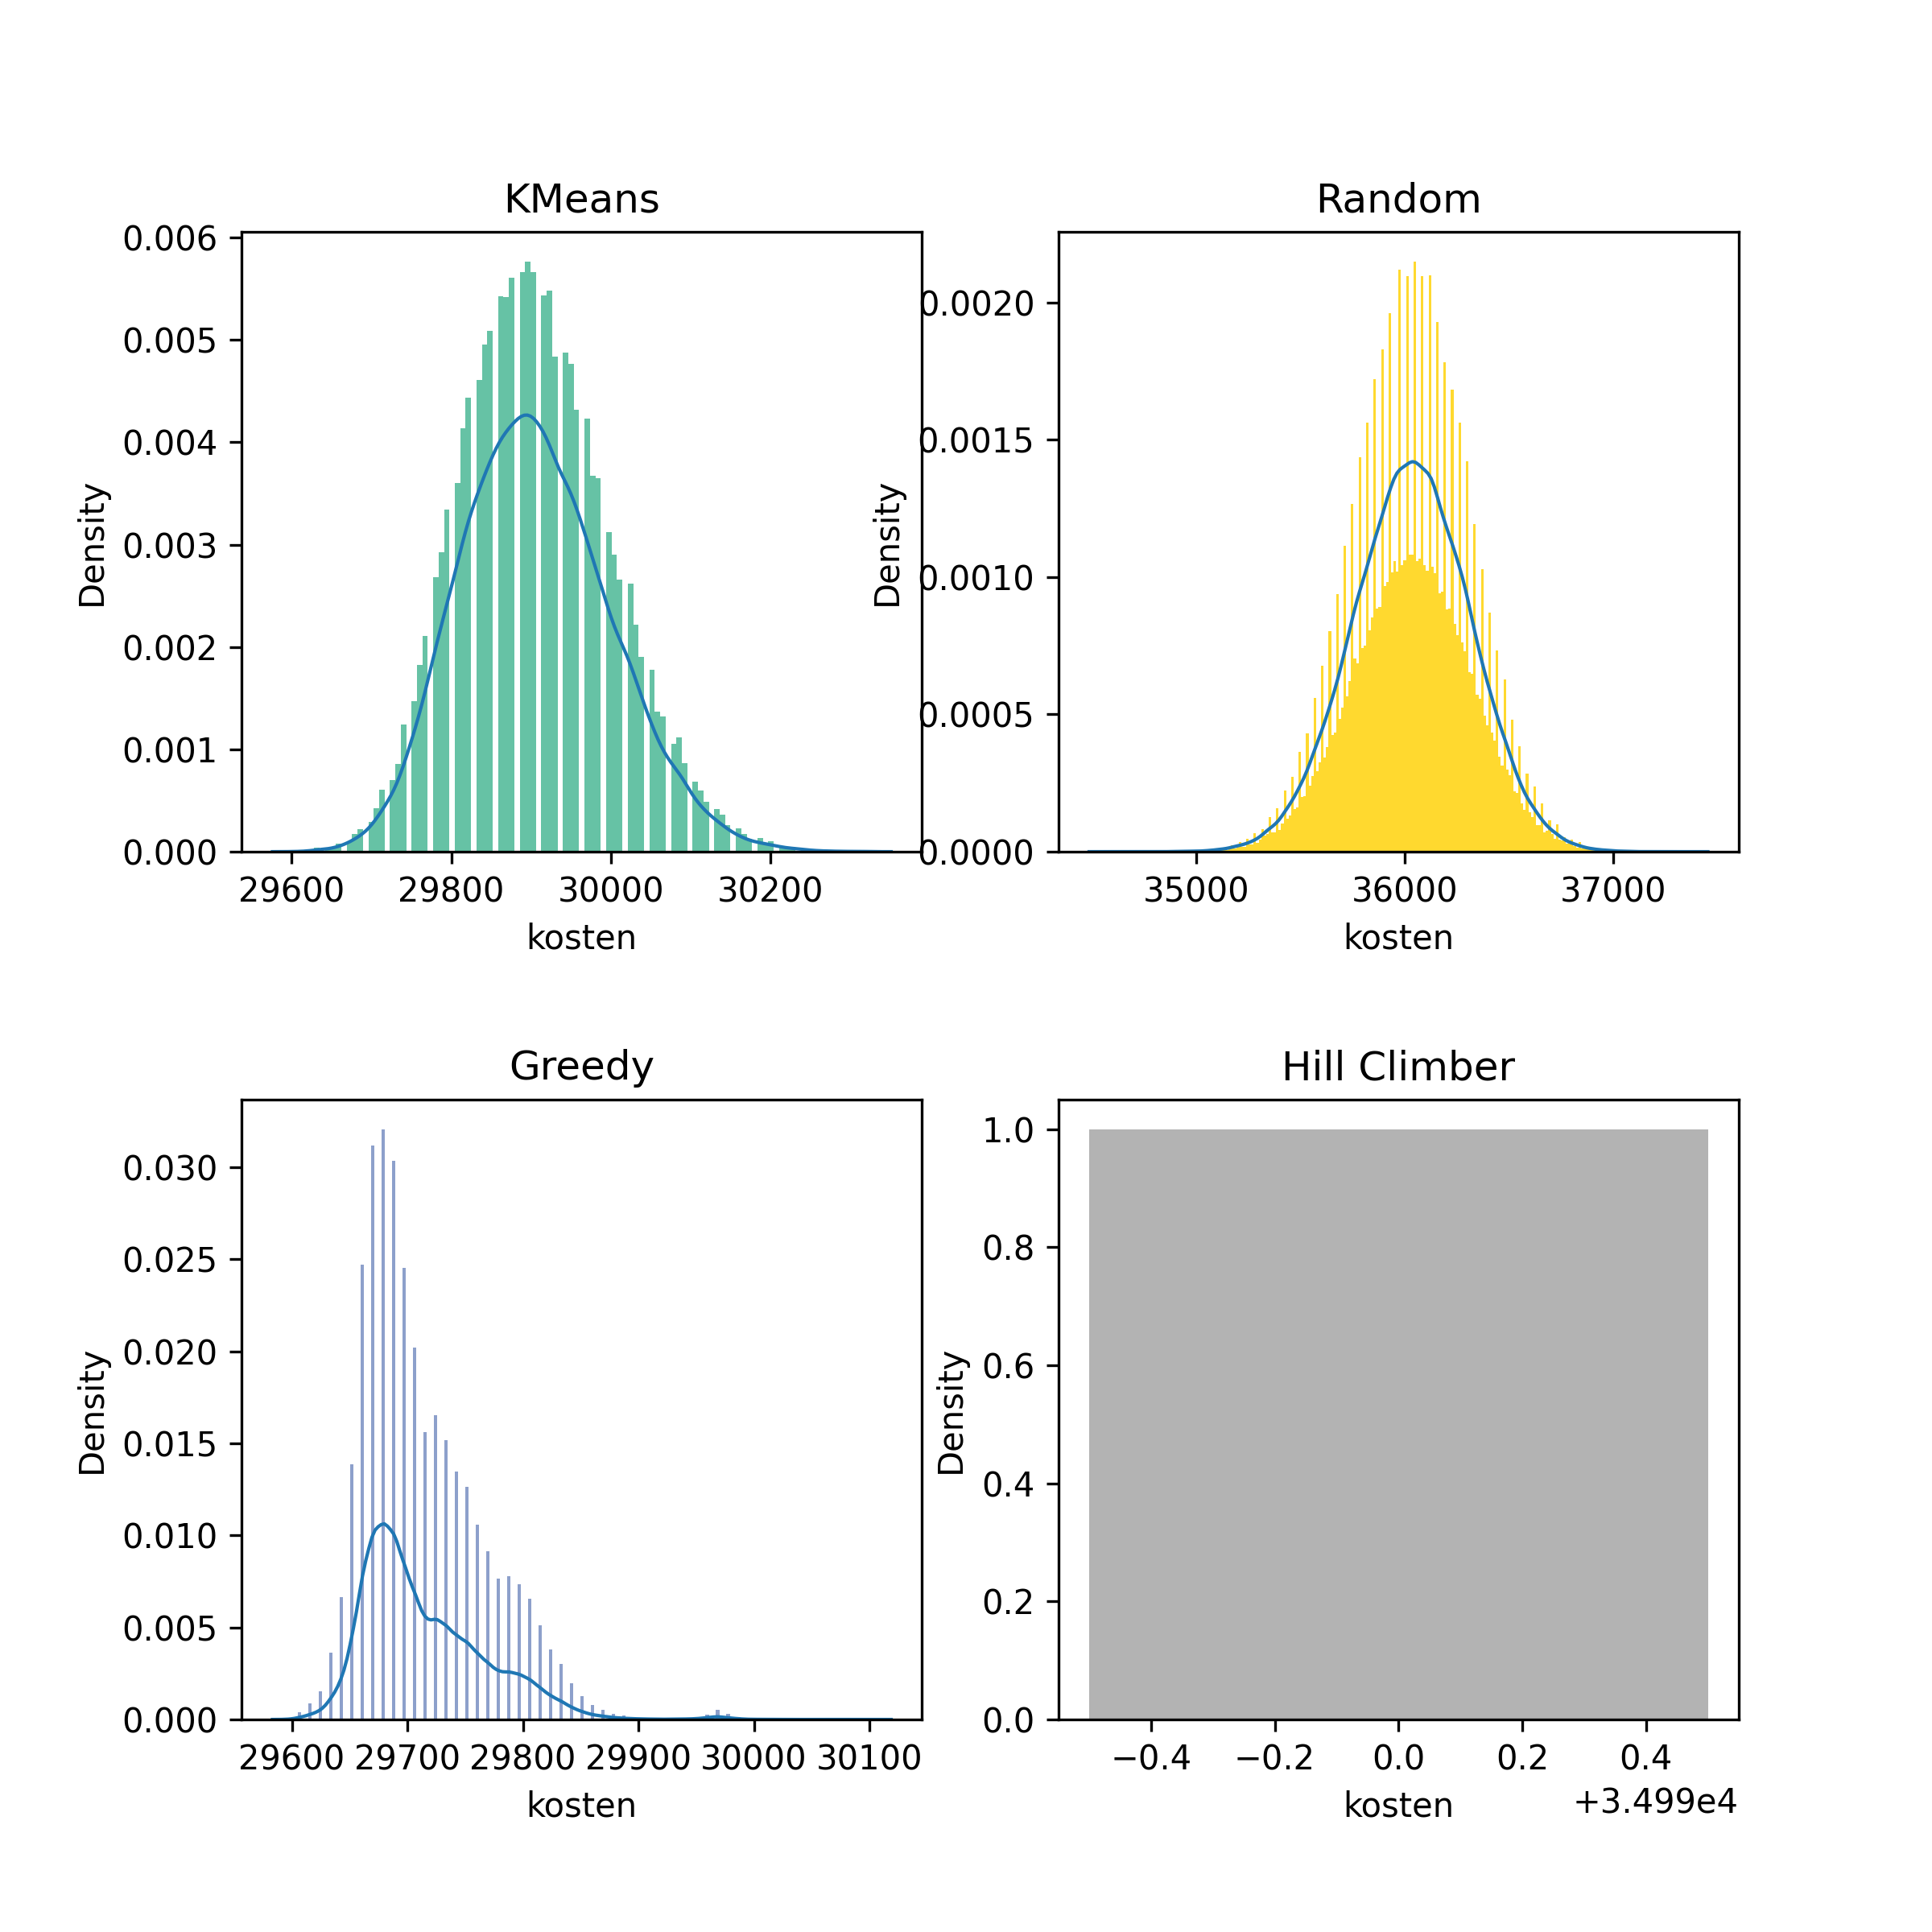 KMeans
0.006
0.005
0.004
0.003
0.002
0.001
0.000
Density
29600 29800 30000 30200
kosten
Random
0.0020
0.0015
0.0010
0.0005
0.0000
Density
35000 36000 37000
kosten
Greedy
0.030
0.025
0.020
0.015
0.010
0.005
0.000
Density
29600 29700 29800 29900 30000 30100
kosten
Hill Climber
1.0
0.8
0.6
0.4
0.2
0.0
Density
−0.4 −0.2 0.0 0.2 0.4
+3.499e4
kosten